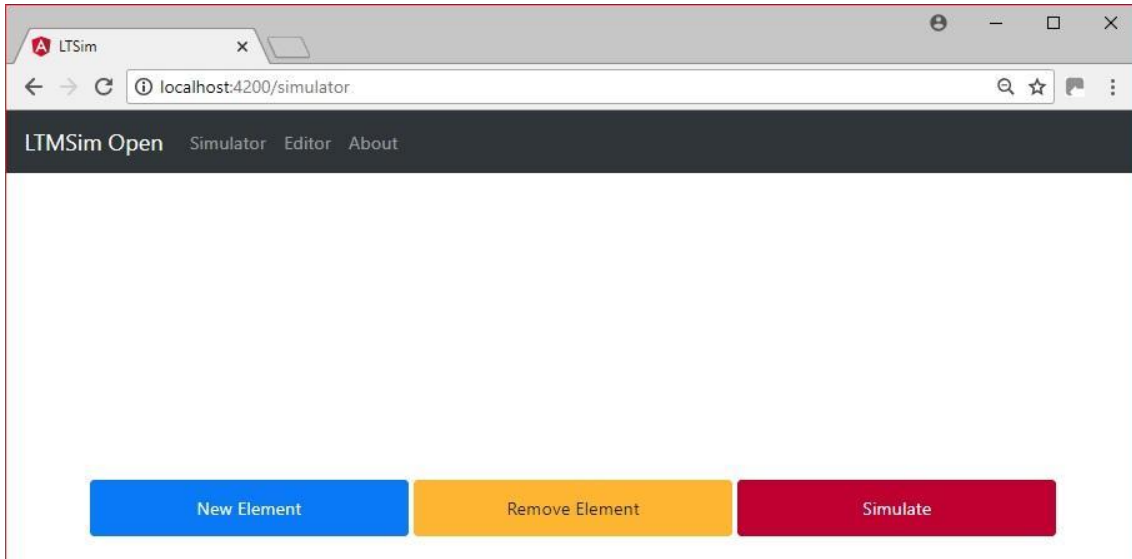 LTSim
localhost:4200/simulator
LTMSim Open Simulator Editor About
New Element Remove Element Simulate